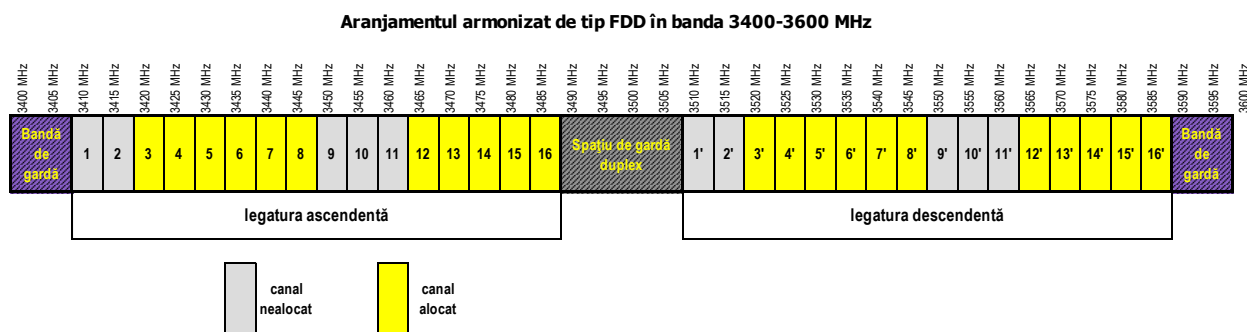 Aranjamentul armonizat de tip FDD în banda 3400-3600 MHz
3400 MHz
3405 MHz
3410 MHz
3415 MHz
3420 MHz
3425 MHz
3430 MHz
3435 MHz
3440 MHz
3445 MHz
3450 MHz
3455 MHz
3460 MHz
3465 MHz
3470 MHz
3475 MHz
3480 MHz
3485 MHz
3490 MHz
3495 MHz
3500 MHz
3505 MHz
3510 MHz
3515 MHz
3520 MHz
3525 MHz
3530 MHz
3535 MHz
3540 MHz
3545 MHz
3550 MHz
3555 MHz
3560 MHz
3565 MHz
3570 MHz
3575 MHz
3580 MHz
3585 MHz
3590 MHz
3595 MHz
3600 MHz
Bandă
de
gardă
1 2 3 4 5 6 7 8 9 10 11 12 13 14 15 16
Spaţiu de gardă
duplex
1' 2' 3' 4' 5' 6' 7' 8' 9' 10' 11' 12' 13' 14' 15' 16'
Bandă
de
gardă
legatura ascendentă
legatura descendentă
canal
nealocat
canal
alocat